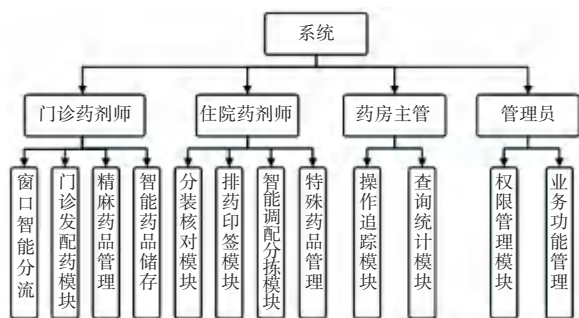 系统
门诊药剂师
住院药剂师
药房主管
管理员
窗口智能分流
门诊发配药模块
精麻药品管理
智能药品储存
分装核对模块
排药印签模块
智能调配分拣模块
特殊药品管理
操作追踪模块
查询统计模块
权限管理模块
业务功能管理